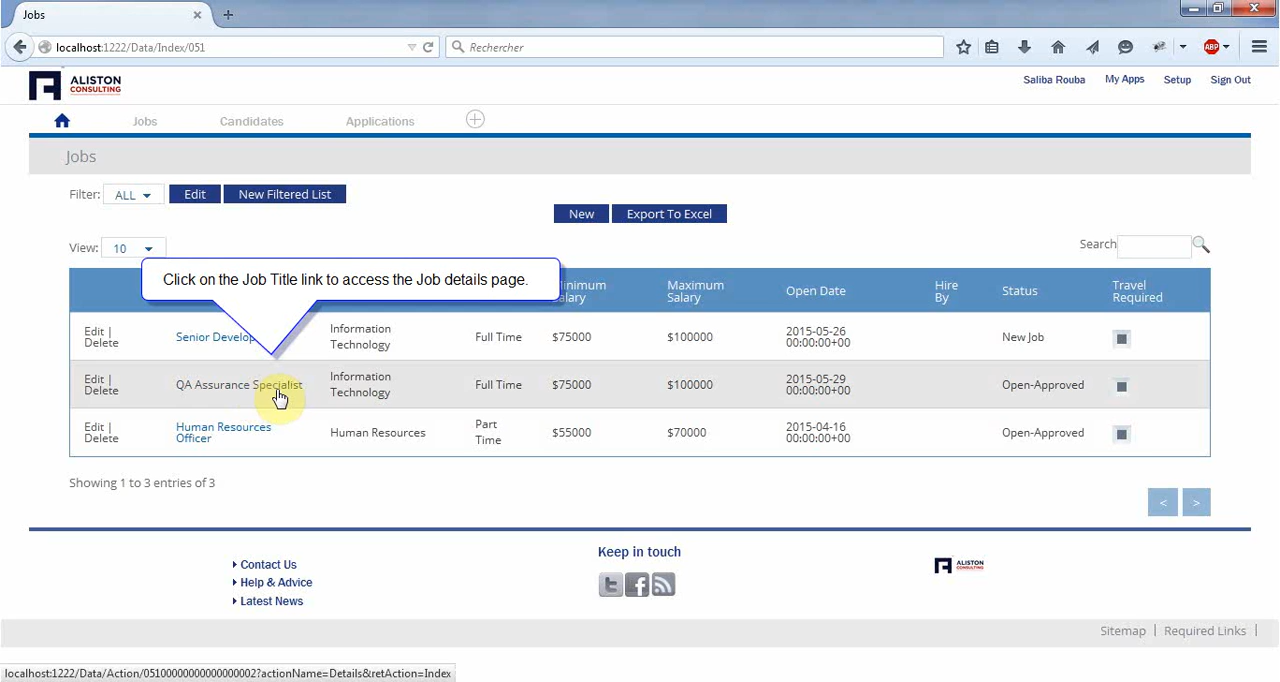 Jobs
localhost:1222/Data/Index/051
Rechercher
ABP
ALISTON
CONSULTING
Saliba Rouba
My Apps
Setup
Sign Out
Jobs
Candidates
Applications
Jobs
Filter:
ALL
Edit
New Filtered List
New
Export To Excel
View:
10
Search
Click on the Job Title link to access the Job details page.
Maximum
Salary
Open Date
Hire
By
Status
Travel
Required
Edit |
Delete
Information
Technology
Full Time
$75000
$100000
2015-05-26
00:00:00+00
New Job
Senior
Edit |
Delete
QA Assurance Specialist
Information
Technology
Full Time
$75000
$100000
2015-05-29
00:00:00+00
Open-Approved
Edit |
Delete
Human Resources
Officer
Human Resources
Part
Time
$55000
$70000
2015-04-16
00:00:00+00
Open-Approved
Showing 1 to 3 entries of 3
<
>
Contact Us
Help & Advice
Latest News
Keep in touch
ALISTON
CONSULTING
Sitemap |
Required Links |
localhost:1222/Data/Action/05100000000000000002?actionName=Details&retAction=Index